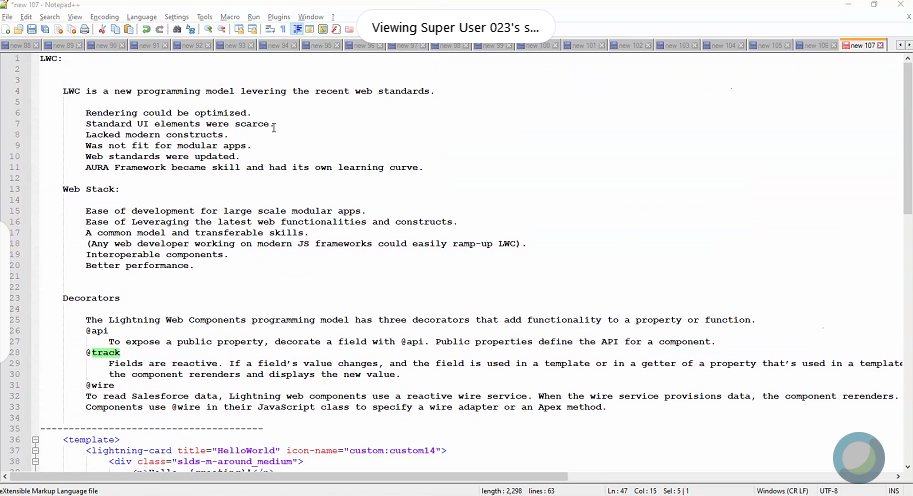 *new 107 - Notepad++
File Edit Search View Encoding Language Settings Tools Macro Run Plugins Window ?
Viewing Super User 023's s...
new 88 new 89 new 90 new 91 new 92 new 93 new 94 new 95 new 96 new 97 new 98 new 99 new 100 new 101 new 102 new 103 new 104 new 105 new 106 new 107
1 LWC:
2
3
4 LWC is a new programming model levering the recent web standards.
5
6 Rendering could be optimized.
7 Standard UI elements were scarce.
8 Lacked modern constructs.
9 Was not fit for modular apps.
10 Web standards were updated.
11 AURA Framework became skill and had its own learning curve.
12
13 Web Stack:
14
15 Ease of development for large scale modular apps.
16 Ease of Leveraging the latest web functionalities and constructs.
17 A common model and transferable skills.
18 (Any web developer working on modern JS frameworks could easily ramp-up LWC).
19 Interoperable components.
20 Better performance.
21
22
23 Decorators
24
25 The Lightning Web Components programming model has three decorators that add functionality to a property or function.
26 @api
27 To expose a public property, decorate a field with @api. Public properties define the API for a component.
28 @track
29 Fields are reactive. If a field's value changes, and the field is used in a template or in a getter of a property that's used in a template
30 the component rerenders and displays the new value.
31 @wire
32 To read Salesforce data, Lightning web components use a reactive wire service. When the wire service provisions data, the component rerenders.
33 Components use @wire in their JavaScript class to specify a wire adapter or an Apex method.
34
35 ----------------------------------------
36 <template>
37 <lightning-card title="HelloWorld" icon-name="custom:custom14">
38 <div class="slds-m-around_medium">
eXtensible Markup Language file length : 2,298 lines : 63 Ln : 47 Col : 15 Sel : 5 | 1 Windows (CR LF) UTF-8 INS